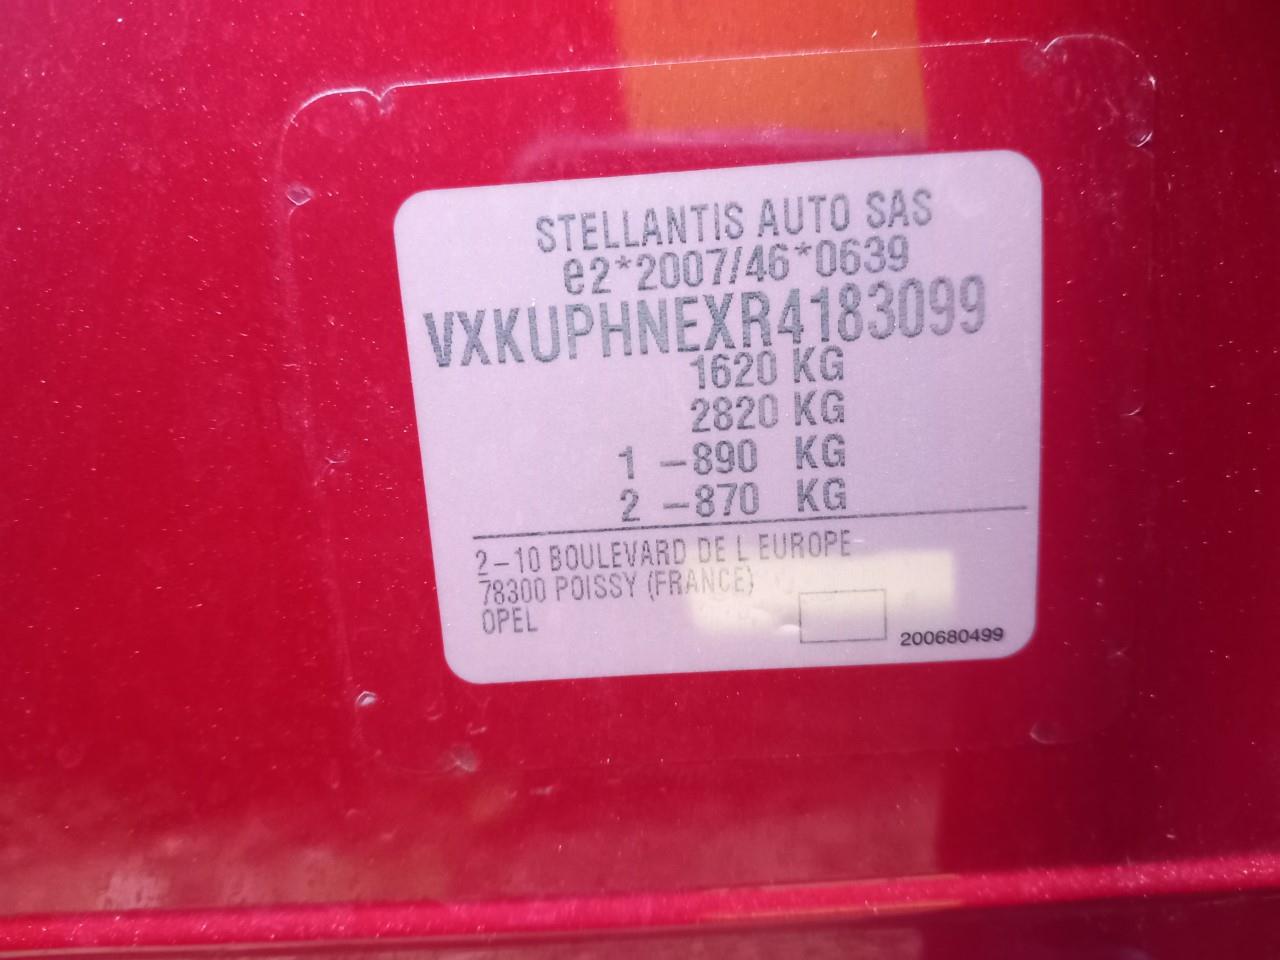 STELLANTIS AUTO SAS
e2*2007/46*0639
VXKUPHNEXR4183099
1620 KG
2820 KG
1 -890 KG
2 -870 KG
2-10 BOULEVARD DE L EUROPE
78300 POISSY (FRANCE)
OPEL
200680499